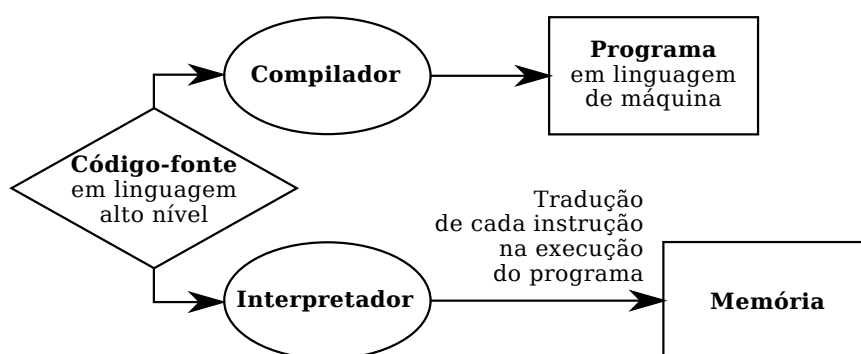 Compilador
Programa
em linguagem
de máquina
Código-fonte
em linguagem
alto nível
Tradução
de cada instrução
na execução
do programa
Interpretador
Memória